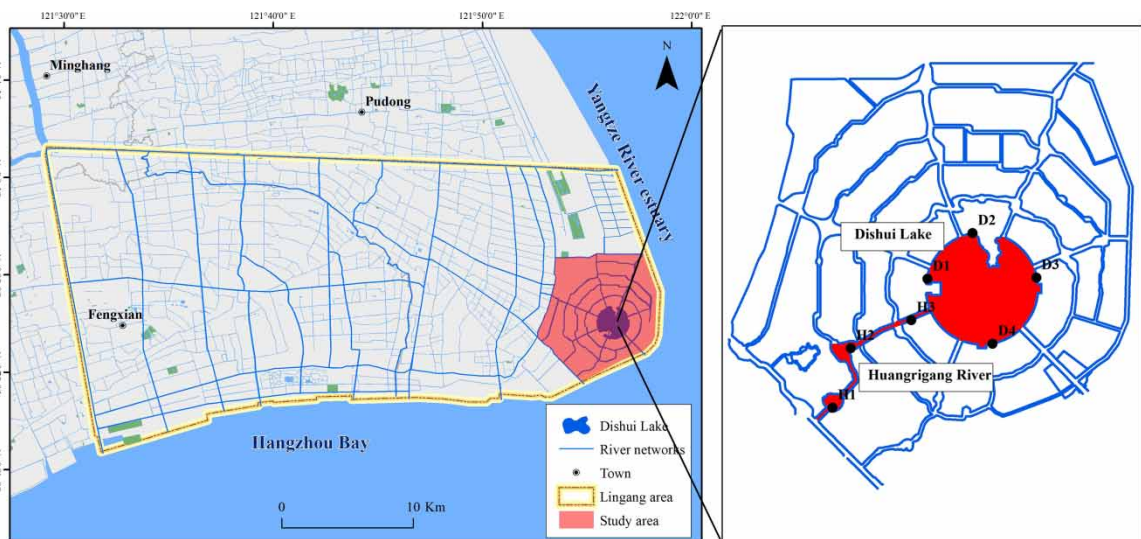 121°30'0" E
121°40'0" E
121°50'0" E
122°0'0" E
Minghang
Pudong
N
Yangtze River estuary
Fengxian
Hangzhou Bay
0 10 Km
Dishui Lake
River networks
Town
Lingang area
Study area
D2
Dishui Lake
D1
D3
H3
D4
H2
Huangrigang River
H1